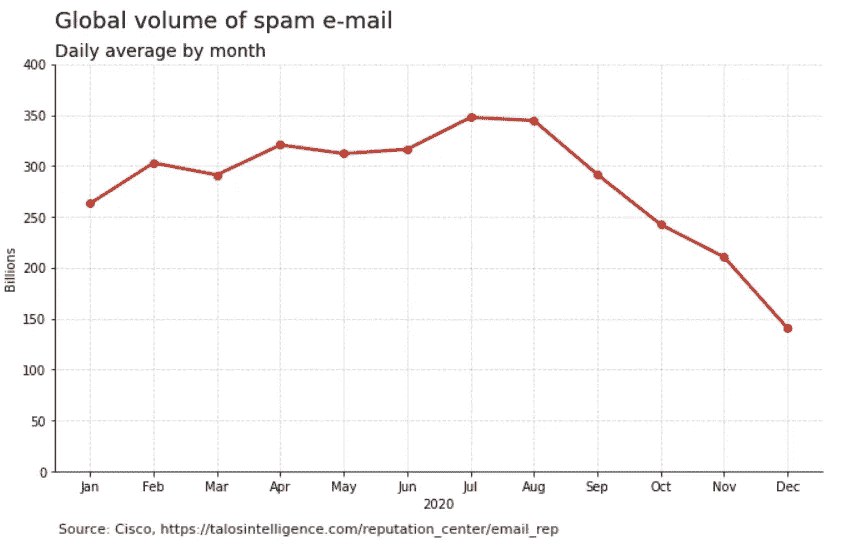 Global volume of spam e-mail
Daily average by month
400
350
300
250
200
150
100
50
0
Billions
Jan Feb Mar Apr May Jun Jul Aug Sep Oct Nov Dec
2020
Source: Cisco, https://talosintelligence.com/reputation_center/email_rep